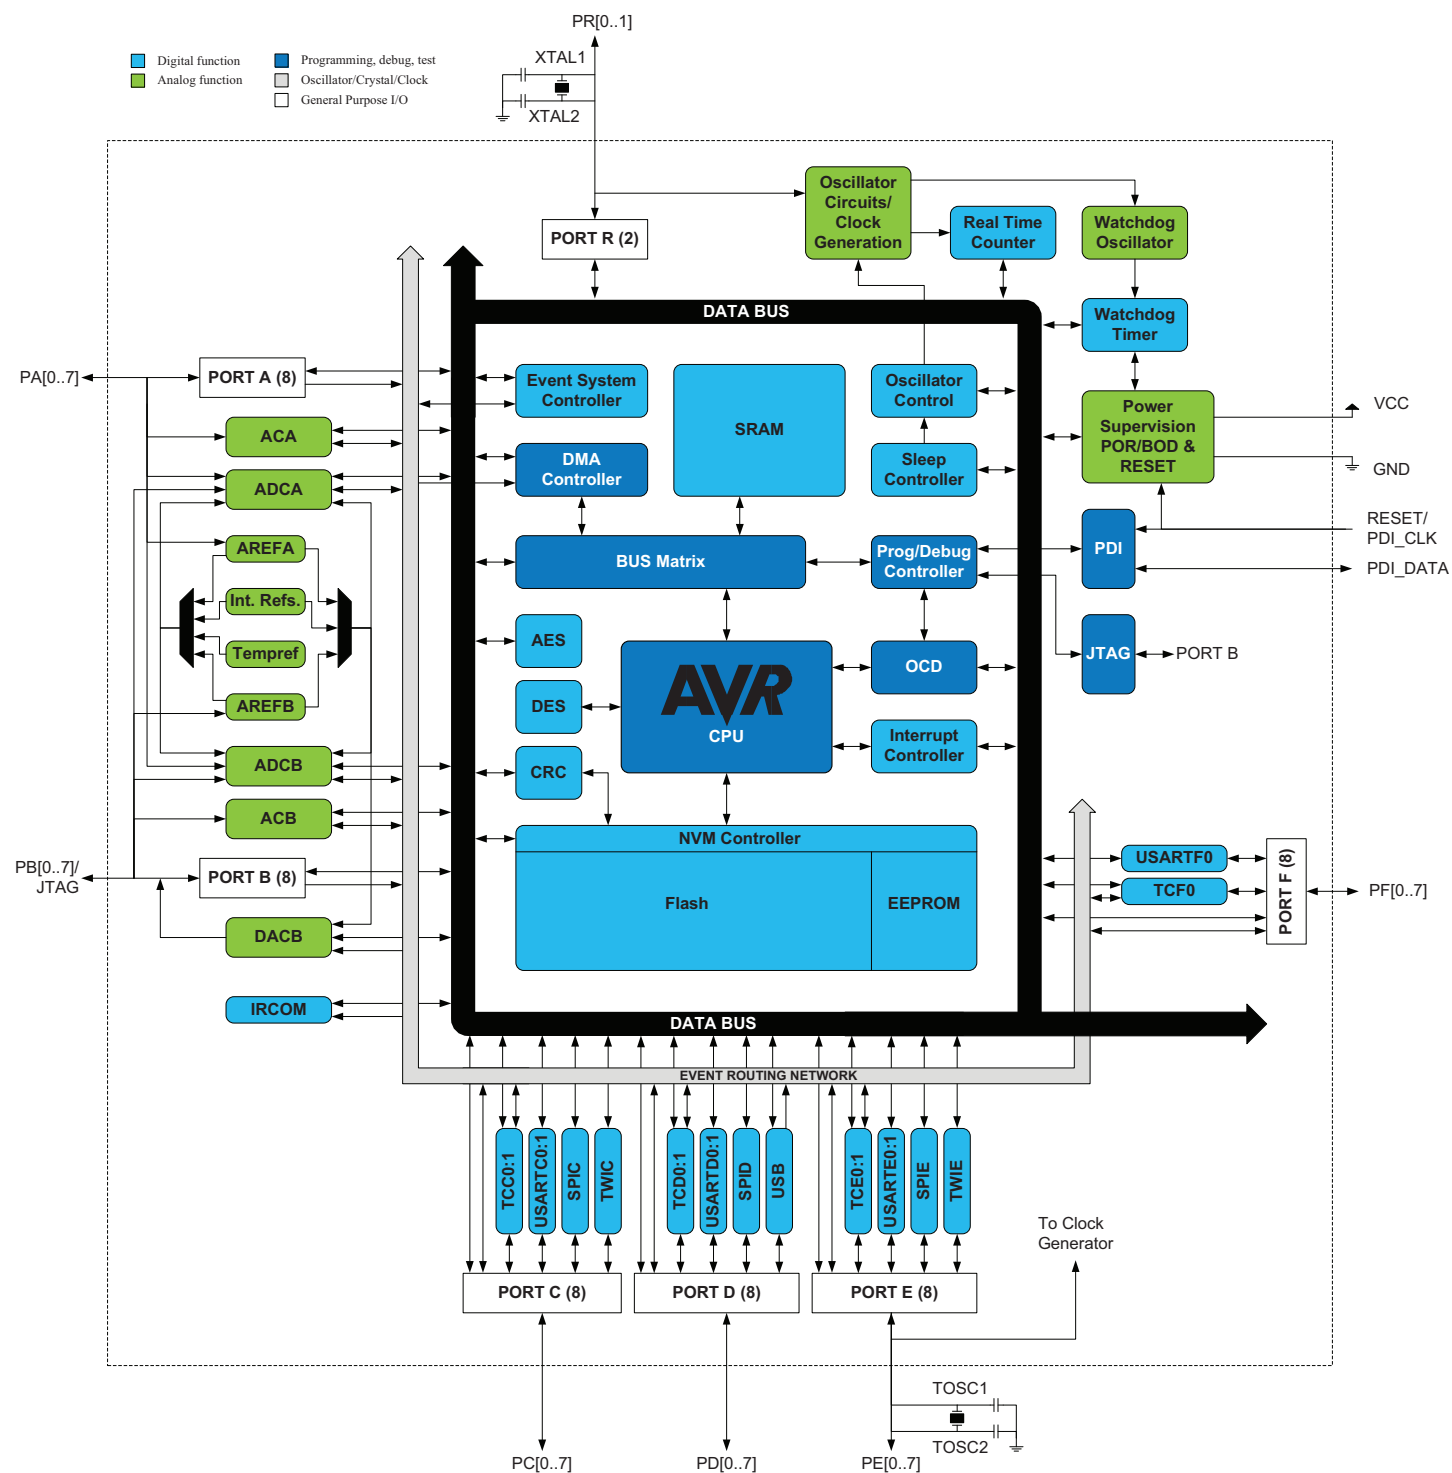 PR[0..1]
Digital function
Analog function
Programming, debug, test
Oscillator/Crystal/Clock
General Purpose I/O
XTAL1
XTAL2
PORT R (2)
Oscillator
Circuits/
Clock
Generation
Real Time
Counter
Watchdog
Oscillator
DATA BUS
Watchdog
Timer
PA[0..7]
PORT A (8)
Event System
Controller
SRAM
Oscillator
Control
Power
Supervision
POR/BOD &
RESET
VCC
GND
ACA
DMA
Controller
Sleep
Controller
ADCA
RESET/
PDI_CLK
PDI_DATA
AREFA
BUS Matrix
Prog/Debug
Controller
PDI
Int. Refs.
Tempref
AREFB
AES
DES
CRC
AVR
CPU
OCD
JTAG
PORT B
Interrupt
Controller
ADCB
ACB
NVM Controller
Flash
EEPROM
USARTF0
TCF0
PORT F (8)
PF[0..7]
PB[0..7]/
JTAG
PORT B (8)
DACB
IRCOM
DATA BUS
EVENT ROUTING NETWORK
TCC0:1
USARTC0:1
SPIC
TWIC
TCD0:1
USARTD0:1
SPID
USB
TCE0:1
USARTE0:1
SPIE
TWIE
To Clock
Generator
PORT C (8)
PORT D (8)
PORT E (8)
TOSC1
TOSC2
PC[0..7]
PD[0..7]
PE[0..7]